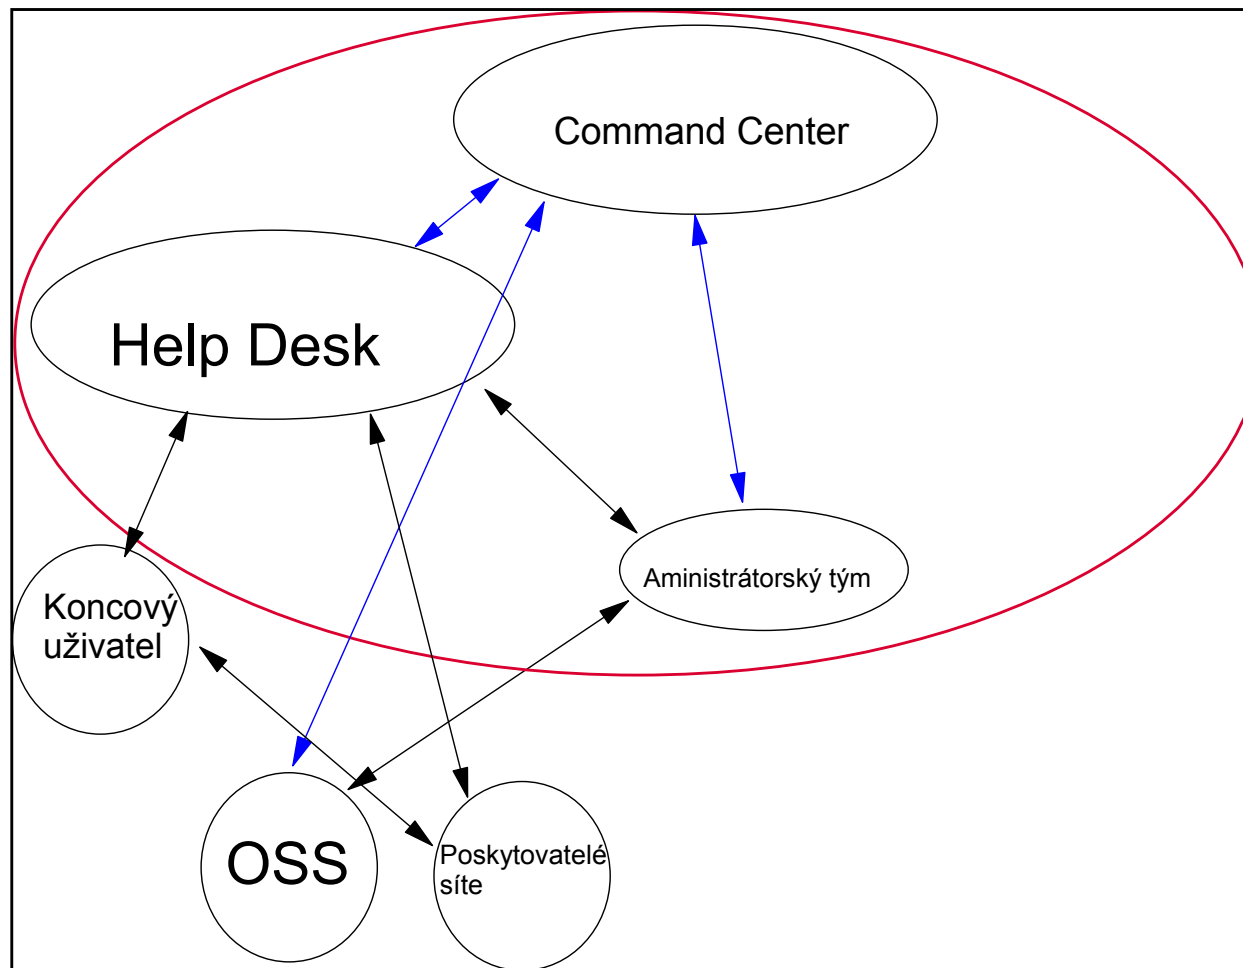 Command Center
Help Desk
Aministrátorský tým
Koncový
uživatel
OSS
Poskytovatelé
síte